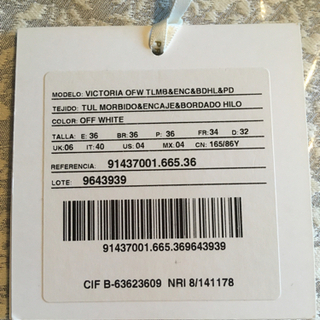 MODELO: VICTORIA OFW TLMB&ENC&BDHL&PD
TEJIDO: TUL MORBIDO&ENCAJE&BORDADO HILO
COLOR: OFF WHITE
TALLA: E: 36 BR: 36 P: 36 FR: 34 D: 32
UK:06 IT: 40 US: 04 MX: 04 CN: 165/86Y
REFERENCIA: 91437001.665.36
LOTE: 9643939
91437001.665.369643939
CIF B-63623609 NRI 8/141178